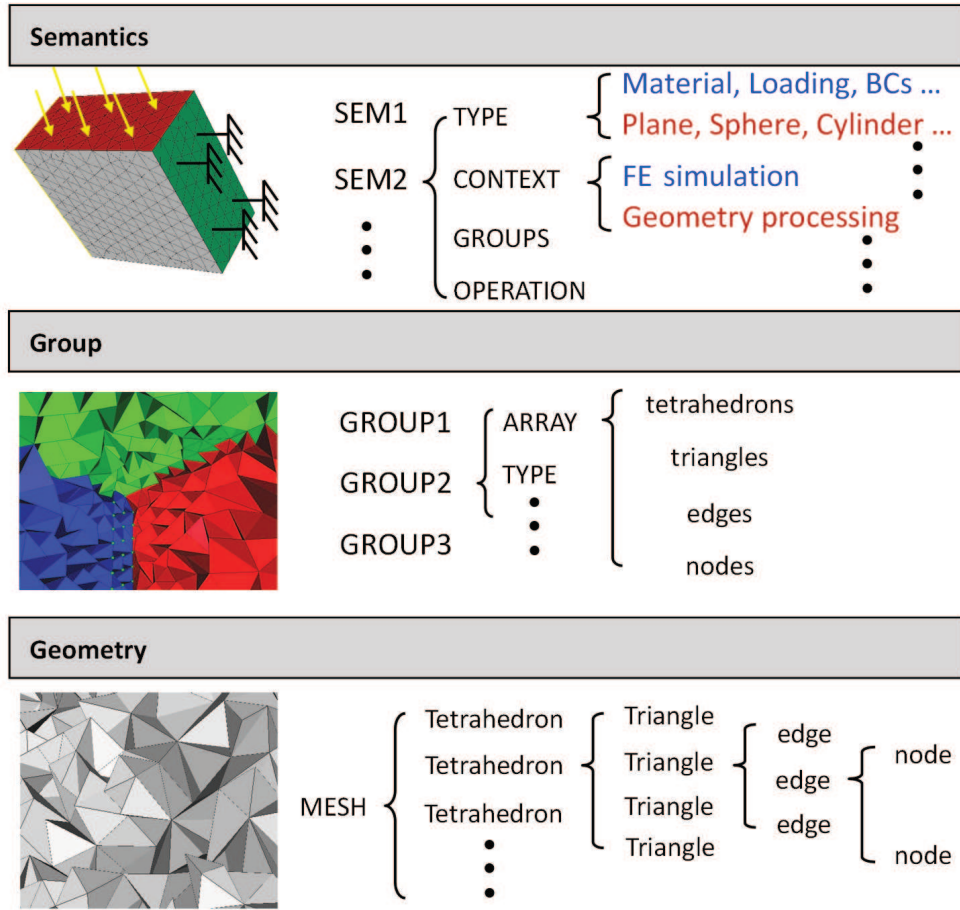 Semantics
SEM1
TYPE
Material, Loading, BCs ...
Plane, Sphere, Cylinder ...
SEM2
CONTEXT
FE simulation
Geometry processing
GROUPS
OPERATION
Group
GROUP1
ARRAY
tetrahedrons
GROUP2
TYPE
triangles
edges
GROUP3
nodes
Geometry
MESH
Tetrahedron
Tetrahedron
Tetrahedron
Triangle
Triangle
Triangle
Triangle
edge
edge
edge
node
node